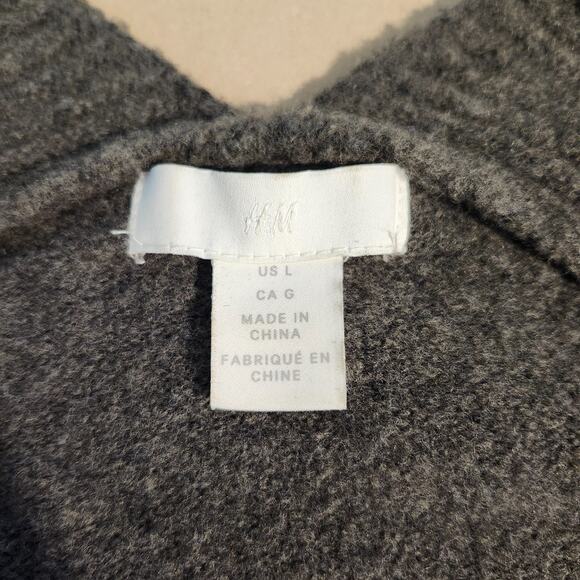 H&M
US L
CA G
MADE IN
CHINA
FABRIQUÉ EN
CHINE